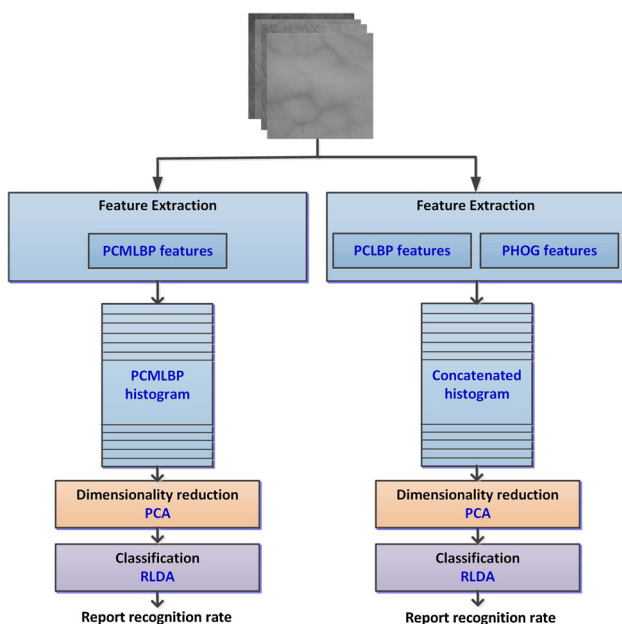 Feature Extraction
PCMLBP features
PCMLBP
histogram
Dimensionality reduction
PCA
Classification
RLDA
Report recognition rate
Feature Extraction
PCLBP features
PHOG features
Concatenated
histogram
Dimensionality reduction
PCA
Classification
RLDA
Report recognition rate